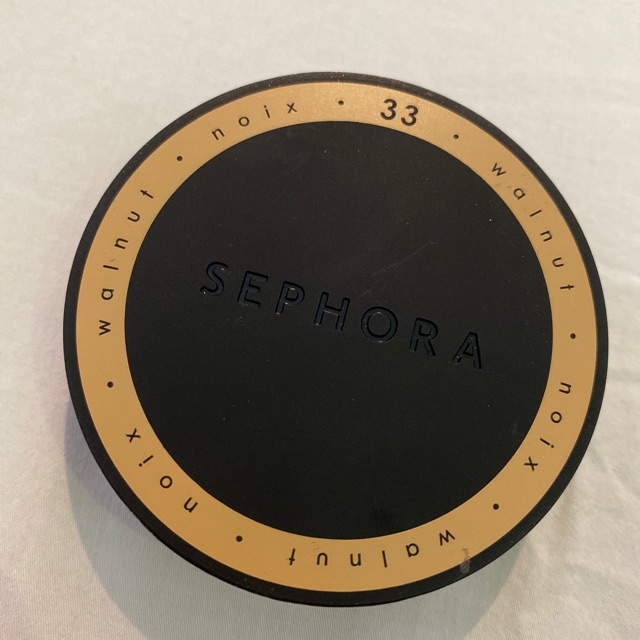 33 • walnut • noix • walnut • noix • walnut • noix •
SEPHORA